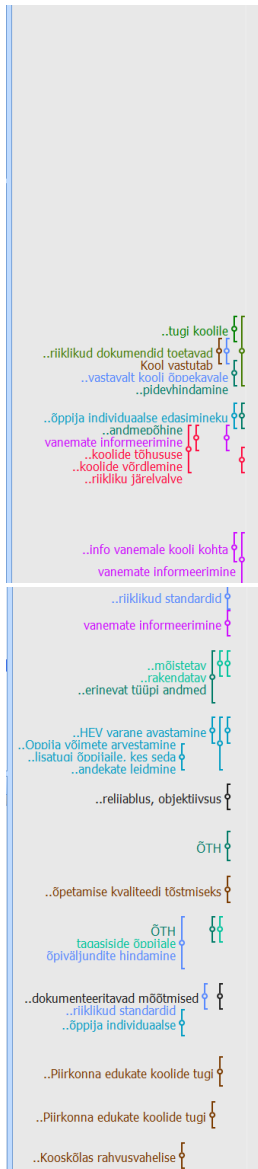 ..tugi koolile
..riiklikud dokumendid toetavad
Kool vastutab
..vastavalt kooli õppekavale
..pidevhindamine
..õppija individuaalse edasimineku
..andmepõhine
vanemate informeerimine
..koolide tõhususe
..koolide võrdlemine
..riikliku järelvalve
..info vanemale kooli kohta
vanemate informeerimine
..riiklikud standardid
vanemate informeerimine
..mõistetav
..rakendatav
..erinevat tüüpi andmed
..HEV varane avastamine
..Õppija võimete arvestamine
..lisatugi õppijaile, kes seda
..andekate leidmine
..reliiablus, objektiivsus
ÕTH
..õpetamise kvaliteedi tõstmiseks
ÕTH
tagasiside õppijale
õpiväljundite hindamine
..dokumenteeritavad mõõtmised
..riiklikud standardid
..õppija individuaalse
..Piirkonna edukate koolide tugi
..Piirkonna edukate koolide tugi
..Kooskõlas rahvusvahelise